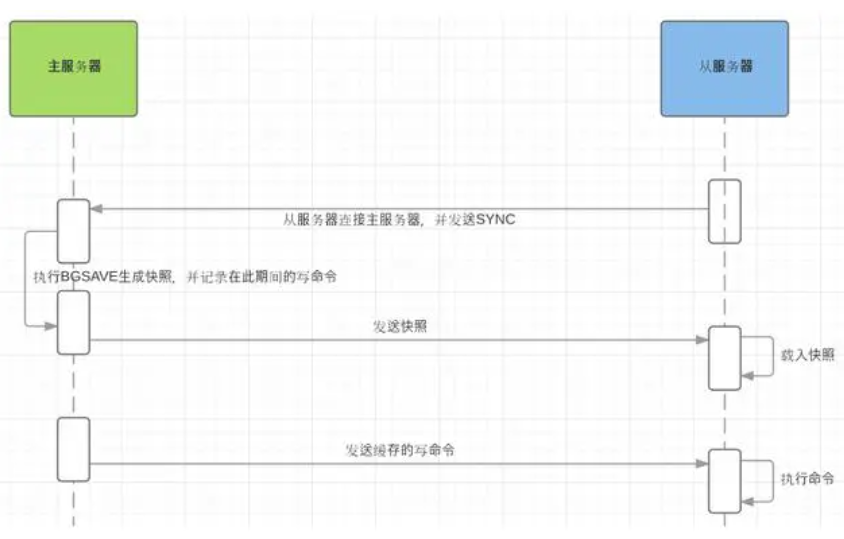 主服务器
从服务器
从服务器连接主服务器，并发送SYNC
执行BGSAVE生成快照，并记录在此期间的写命令
发送快照
载入快照
发送缓存的写命令
执行命令